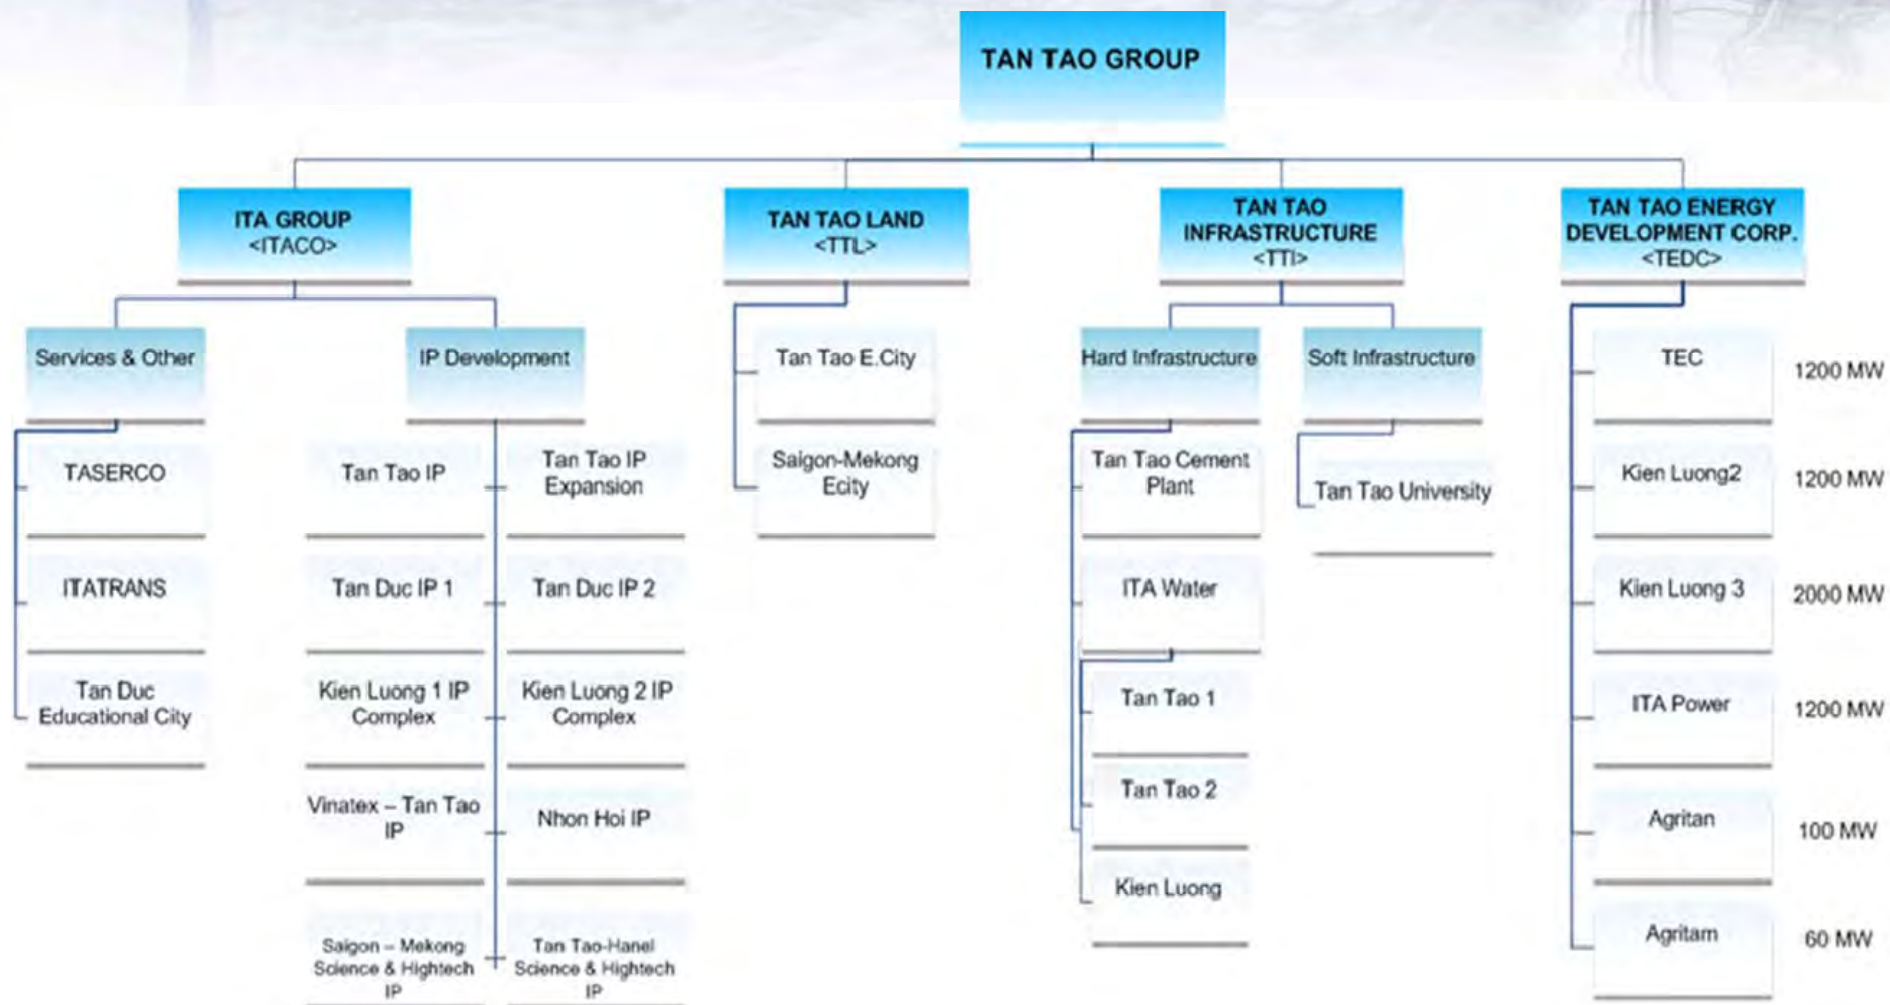 TAN TAO GROUP
ITA GROUP
<ITACO>
Services & Other
TASERCO
ITATRANS
Tan Duc
Educational City
IP Development
Tan Tao IP
Tan Tao IP
Expansion
Tan Duc IP 1
Tan Duc IP 2
Kien Luong 1 IP
Complex
Kien Luong 2 IP
Complex
Vinatex – Tan Tao
IP
Nhon Hoi IP
Saigon – Mekong
Science & Hightech
IP
Tan Tao-Hanel
Science & Hightech
IP
TAN TAO LAND
<TTL>
Tan Tao E.City
Saigon-Mekong
Ecity
TAN TAO
INFRASTRUCTURE
<TTI>
Hard Infrastructure
Tan Tao Cement
Plant
ITA Water
Tan Tao 1
Tan Tao 2
Kien Luong
Soft Infrastructure
Tan Tao University
TAN TAO ENERGY
DEVELOPMENT CORP.
<TEDC>
TEC
1200 MW
Kien Luong2
1200 MW
Kien Luong 3
2000 MW
ITA Power
1200 MW
Agritan
100 MW
Agritam
60 MW